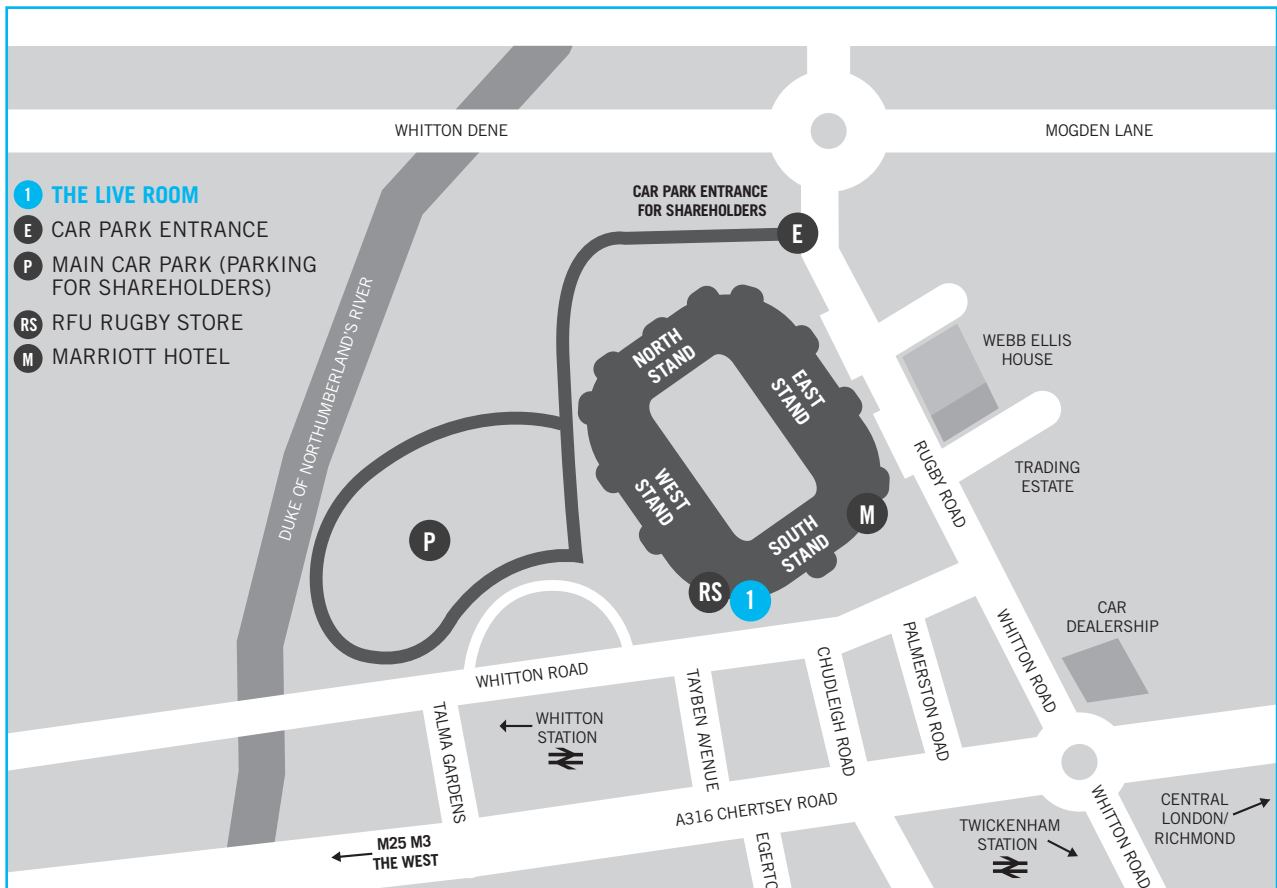 WHITTON DENE
MOGDEN LANE
1 THE LIVE ROOM
E CAR PARK ENTRANCE
P MAIN CAR PARK (PARKING
FOR SHAREHOLDERS)
RS RFU RUGBY STORE
M MARRIOTT HOTEL
CAR PARK ENTRANCE
FOR SHAREHOLDERS
E
DUKE OF NORTHUMBERLAND'S RIVER
NORTH
STAND
EAST
STAND
WEBB ELLIS
HOUSE
RUGBY ROAD
TRADING
ESTATE
WEST
STAND
SOUTH
STAND
M
P
RS
1
CAR
DEALERSHIP
WHITTON ROAD
WHITTON ROAD
TALMA GARDENS
WHITTON
STATION
TAYBEN AVENUE
CHUDLEIGH ROAD
PALMERSTON ROAD
A316 CHERTSEY ROAD
M25 M3
THE WEST
EGERTO
TWICKENHAM
STATION
WHITTON ROAD
CENTRAL
LONDON/
RICHMOND